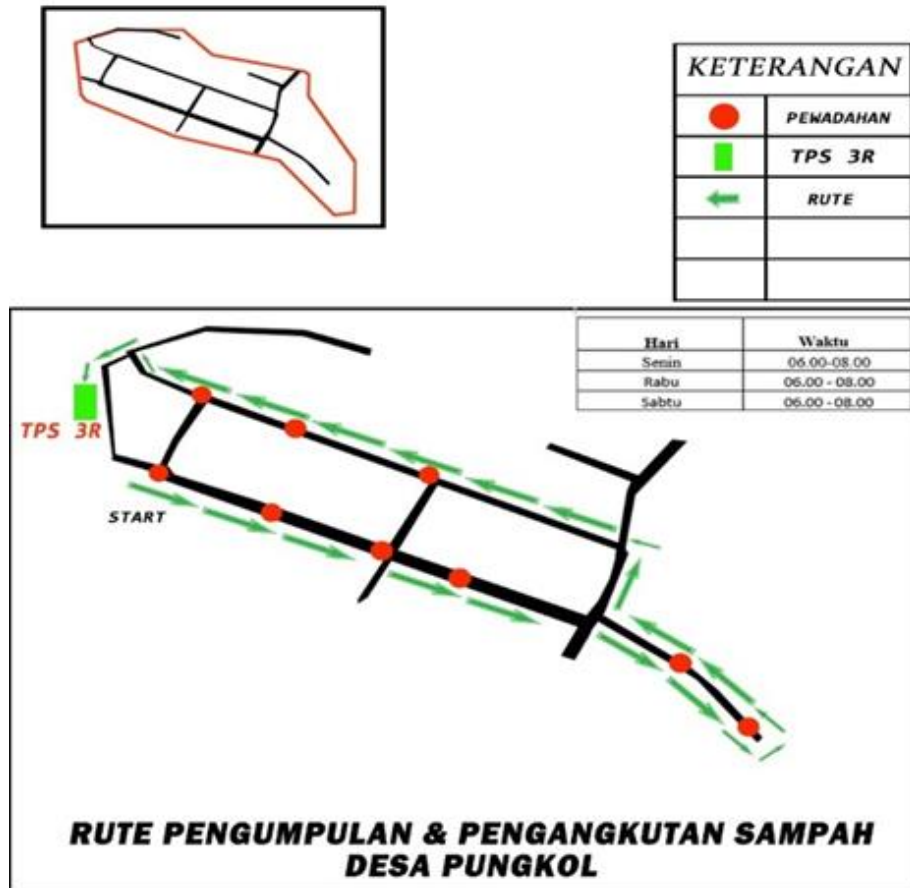 KETERANGAN
PEWADAHAN
TPS 3R
RUTE
Hari Waktu
Senin 06.00-08.00
Rabu 06.00 - 08.00
Sabtu 06.00 - 08.00
TPS 3R
START
RUTE PENGUMPULAN & PENGANGKUTAN SAMPAH
DESA PUNGKOL